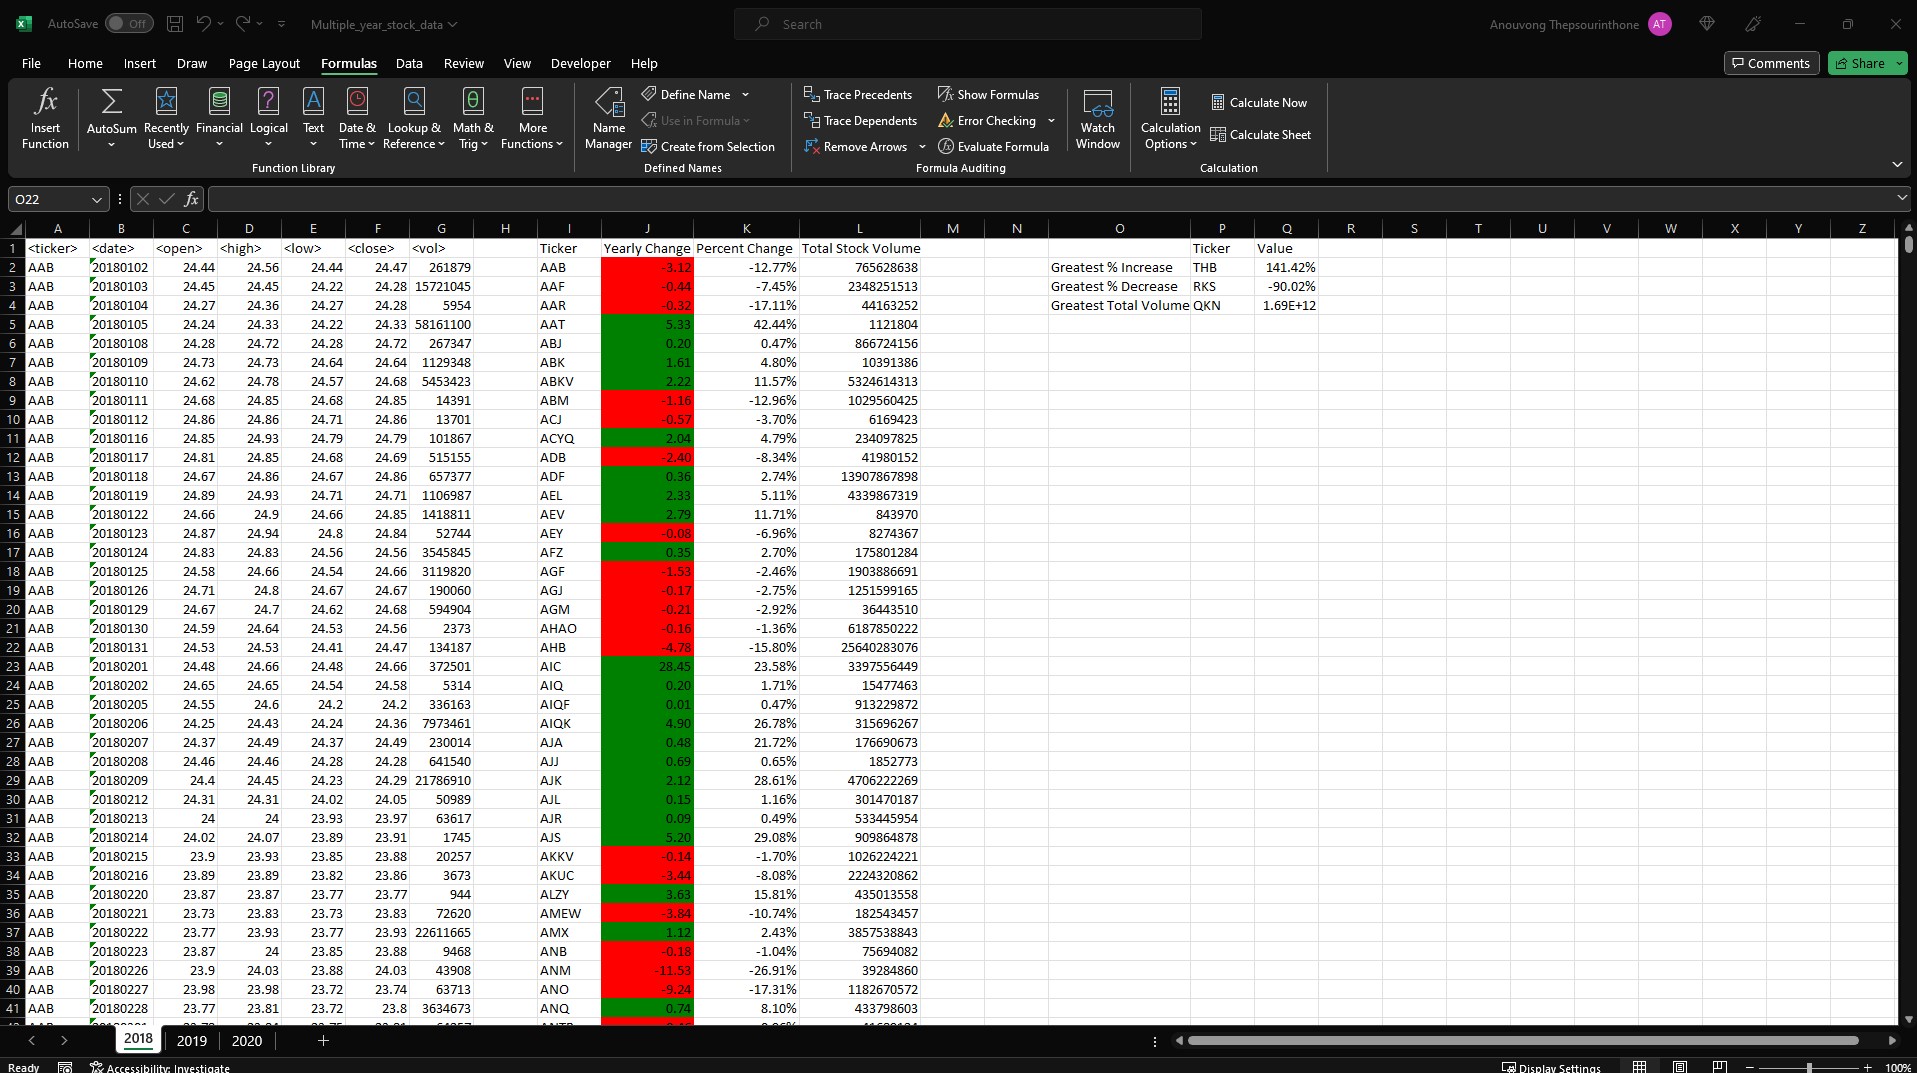 AutoSave Off Multiple_year_stock_data Search Anouvong Thepsourinthone AT
File Home Insert Draw Page Layout Formulas Data Review View Developer Help Comments Share
Insert Function AutoSum Recently Used Financial Logical Text Date & Time Lookup & Reference Math & Trig More Functions
Function Library
Name Manager Define Name Use in Formula Create from Selection
Defined Names
Trace Precedents Trace Dependents Remove Arrows Show Formulas Error Checking Evaluate Formula
Formula Auditing
Watch Window
Calculation Options Calculate Now Calculate Sheet
Calculation
O22 fx
A B C D E F G H I J K L M N O P Q R S T U V W X Y Z
1 <ticker> <date> <open> <high> <low> <close> <vol> Ticker Yearly Change Percent Change Total Stock Volume Ticker Value
2 AAB 20180102 24.44 24.56 24.44 24.47 261879 AAB -3.12 -12.77% 765628638 Greatest % Increase THB 141.42%
3 AAB 20180103 24.45 24.45 24.22 24.28 15721045 AAF -0.44 -7.45% 2348251513 Greatest % Decrease RKS -90.02%
4 AAB 20180104 24.27 24.36 24.27 24.28 5954 AAR -0.32 -17.11% 44163252 Greatest Total Volume QKN 1.69E+12
5 AAB 20180105 24.24 24.33 24.22 24.33 58161100 AAT 5.33 42.44% 1121804
6 AAB 20180108 24.28 24.72 24.28 24.72 267347 ABJ 0.20 0.47% 866724156
7 AAB 20180109 24.73 24.73 24.64 24.64 1129348 ABK 1.61 4.80% 10391386
8 AAB 20180110 24.62 24.78 24.57 24.68 5453423 ABKV 2.22 11.57% 5324614313
9 AAB 20180111 24.68 24.85 24.68 24.85 14391 ABM -1.16 -12.96% 1029560425
10 AAB 20180112 24.86 24.86 24.71 24.86 13701 ACJ -0.57 -3.70% 6169423
11 AAB 20180116 24.85 24.93 24.79 24.79 101867 ACYQ 2.04 4.79% 234097825
12 AAB 20180117 24.81 24.85 24.68 24.69 515155 ADB -2.40 -8.34% 41980152
13 AAB 20180118 24.67 24.86 24.67 24.86 657377 ADF 0.36 2.74% 13907867898
14 AAB 20180119 24.89 24.93 24.71 24.71 1106987 AEL 2.33 5.11% 4339867319
15 AAB 20180122 24.66 24.9 24.66 24.85 1418811 AEV 2.79 11.71% 843970
16 AAB 20180123 24.87 24.94 24.8 24.84 52744 AEY -0.08 -6.96% 8274367
17 AAB 20180124 24.83 24.83 24.56 24.56 3545845 AFZ 0.35 2.70% 175801284
18 AAB 20180125 24.58 24.66 24.54 24.66 3119820 AGF -1.53 -2.46% 1903886691
19 AAB 20180126 24.71 24.8 24.67 24.67 190060 AGJ -0.17 -2.75% 1251599165
20 AAB 20180129 24.67 24.7 24.62 24.68 594904 AGM -0.21 -2.92% 36443510
21 AAB 20180130 24.59 24.64 24.53 24.56 2373 AHAO -0.16 -1.36% 6187850222
22 AAB 20180131 24.53 24.53 24.41 24.47 134187 AHB -4.78 -15.80% 25640283076
23 AAB 20180201 24.48 24.66 24.48 24.66 372501 AIC 28.45 23.58% 3397556449
24 AAB 20180202 24.65 24.65 24.54 24.58 5314 AIQ 0.20 1.71% 15477463
25 AAB 20180205 24.55 24.6 24.2 24.2 336163 AIQF 0.01 0.47% 913229872
26 AAB 20180206 24.25 24.43 24.24 24.36 7973461 AIQK 4.90 26.78% 315696267
27 AAB 20180207 24.37 24.49 24.37 24.49 230014 AJA 0.48 21.72% 176690673
28 AAB 20180208 24.46 24.46 24.28 24.28 641540 AJJ 0.69 0.65% 1852773
29 AAB 20180209 24.4 24.45 24.23 24.29 21786910 AJK 2.12 28.61% 4706222269
30 AAB 20180212 24.31 24.31 24.02 24.05 50989 AJL 0.15 1.16% 301470187
31 AAB 20180213 24 24 23.93 23.97 63617 AJR 0.09 0.49% 533445954
32 AAB 20180214 24.02 24.07 23.89 23.91 1745 AJS 5.20 29.08% 909864878
33 AAB 20180215 23.9 23.93 23.85 23.88 20257 AKKV -0.14 -1.70% 1026224221
34 AAB 20180216 23.89 23.89 23.82 23.86 3673 AKUC -3.44 -8.08% 2224320862
35 AAB 20180220 23.87 23.87 23.77 23.77 944 ALZY 3.63 15.81% 435013558
36 AAB 20180221 23.73 23.83 23.73 23.83 72620 AMEW -3.84 -10.74% 182543457
37 AAB 20180222 23.77 23.93 23.77 23.93 22611665 AMX 1.12 2.43% 3857538843
38 AAB 20180223 23.87 24 23.85 23.88 9468 ANB -0.18 -1.04% 75694082
39 AAB 20180226 23.9 24.03 23.88 24.03 43908 ANM -11.53 -26.91% 39284860
40 AAB 20180227 23.98 23.98 23.72 23.74 63713 ANO -9.24 -17.31% 1182670572
41 AAB 20180228 23.77 23.81 23.72 23.8 3634673 ANQ 0.74 8.10% 433798603
2018 2019 2020
Ready Accessibility: Investigate Display Settings 100%